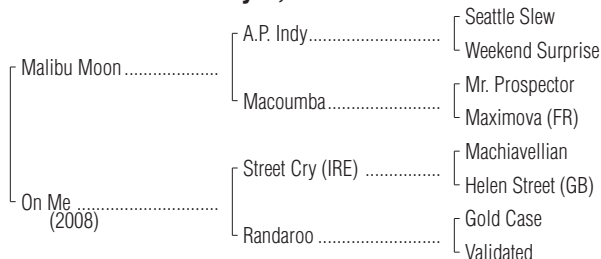 Seattle Slew
A.P. Indy
Weekend Surprise
Malibu Moon
Mr. Prospector
Macoumba
Maximova (FR)
Machiavellian
Street Cry (IRE)
Helen Street (GB)
On Me
(2008)
Gold Case
Randaroo
Validated